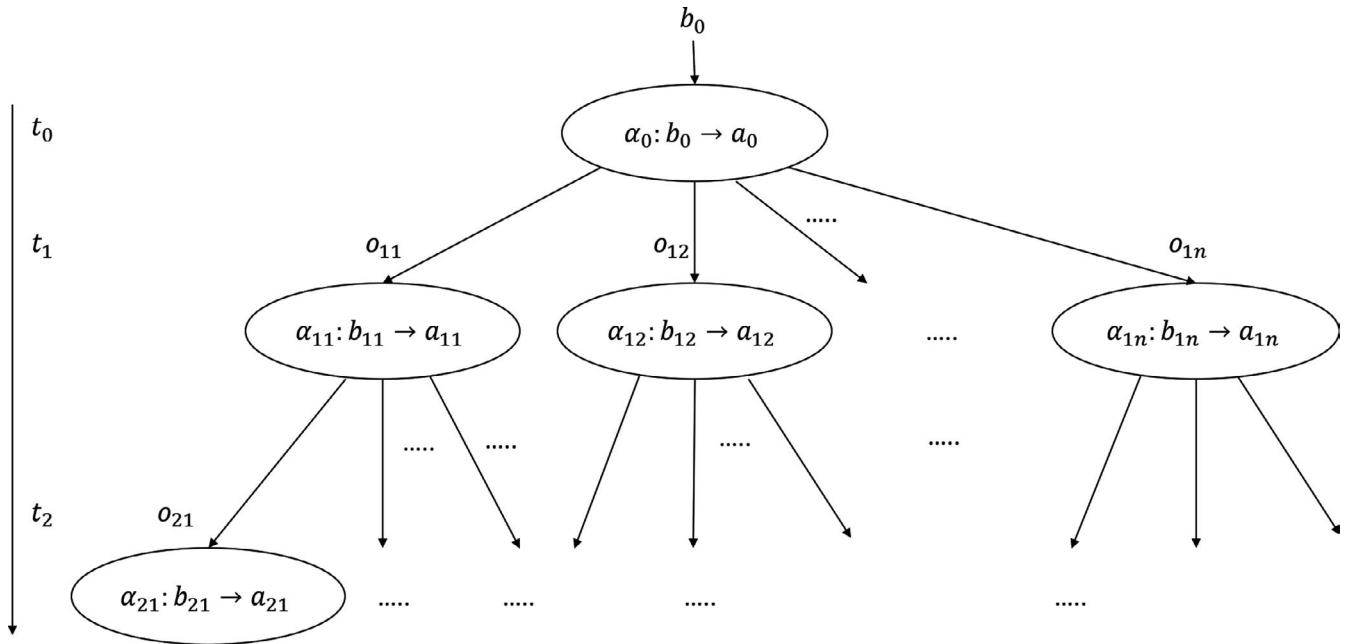 b₀
t₀ α₀: b₀ → a₀
.....
t₁ o₁₁ o₁₂ o₁ₙ
α₁₁: b₁₁ → a₁₁ α₁₂: b₁₂ → a₁₂ ..... α₁ₙ: b₁ₙ → a₁ₙ
..... ..... ..... .....
t₂ o₂₁
α₂₁: b₂₁ → a₂₁ ..... ..... ..... .....